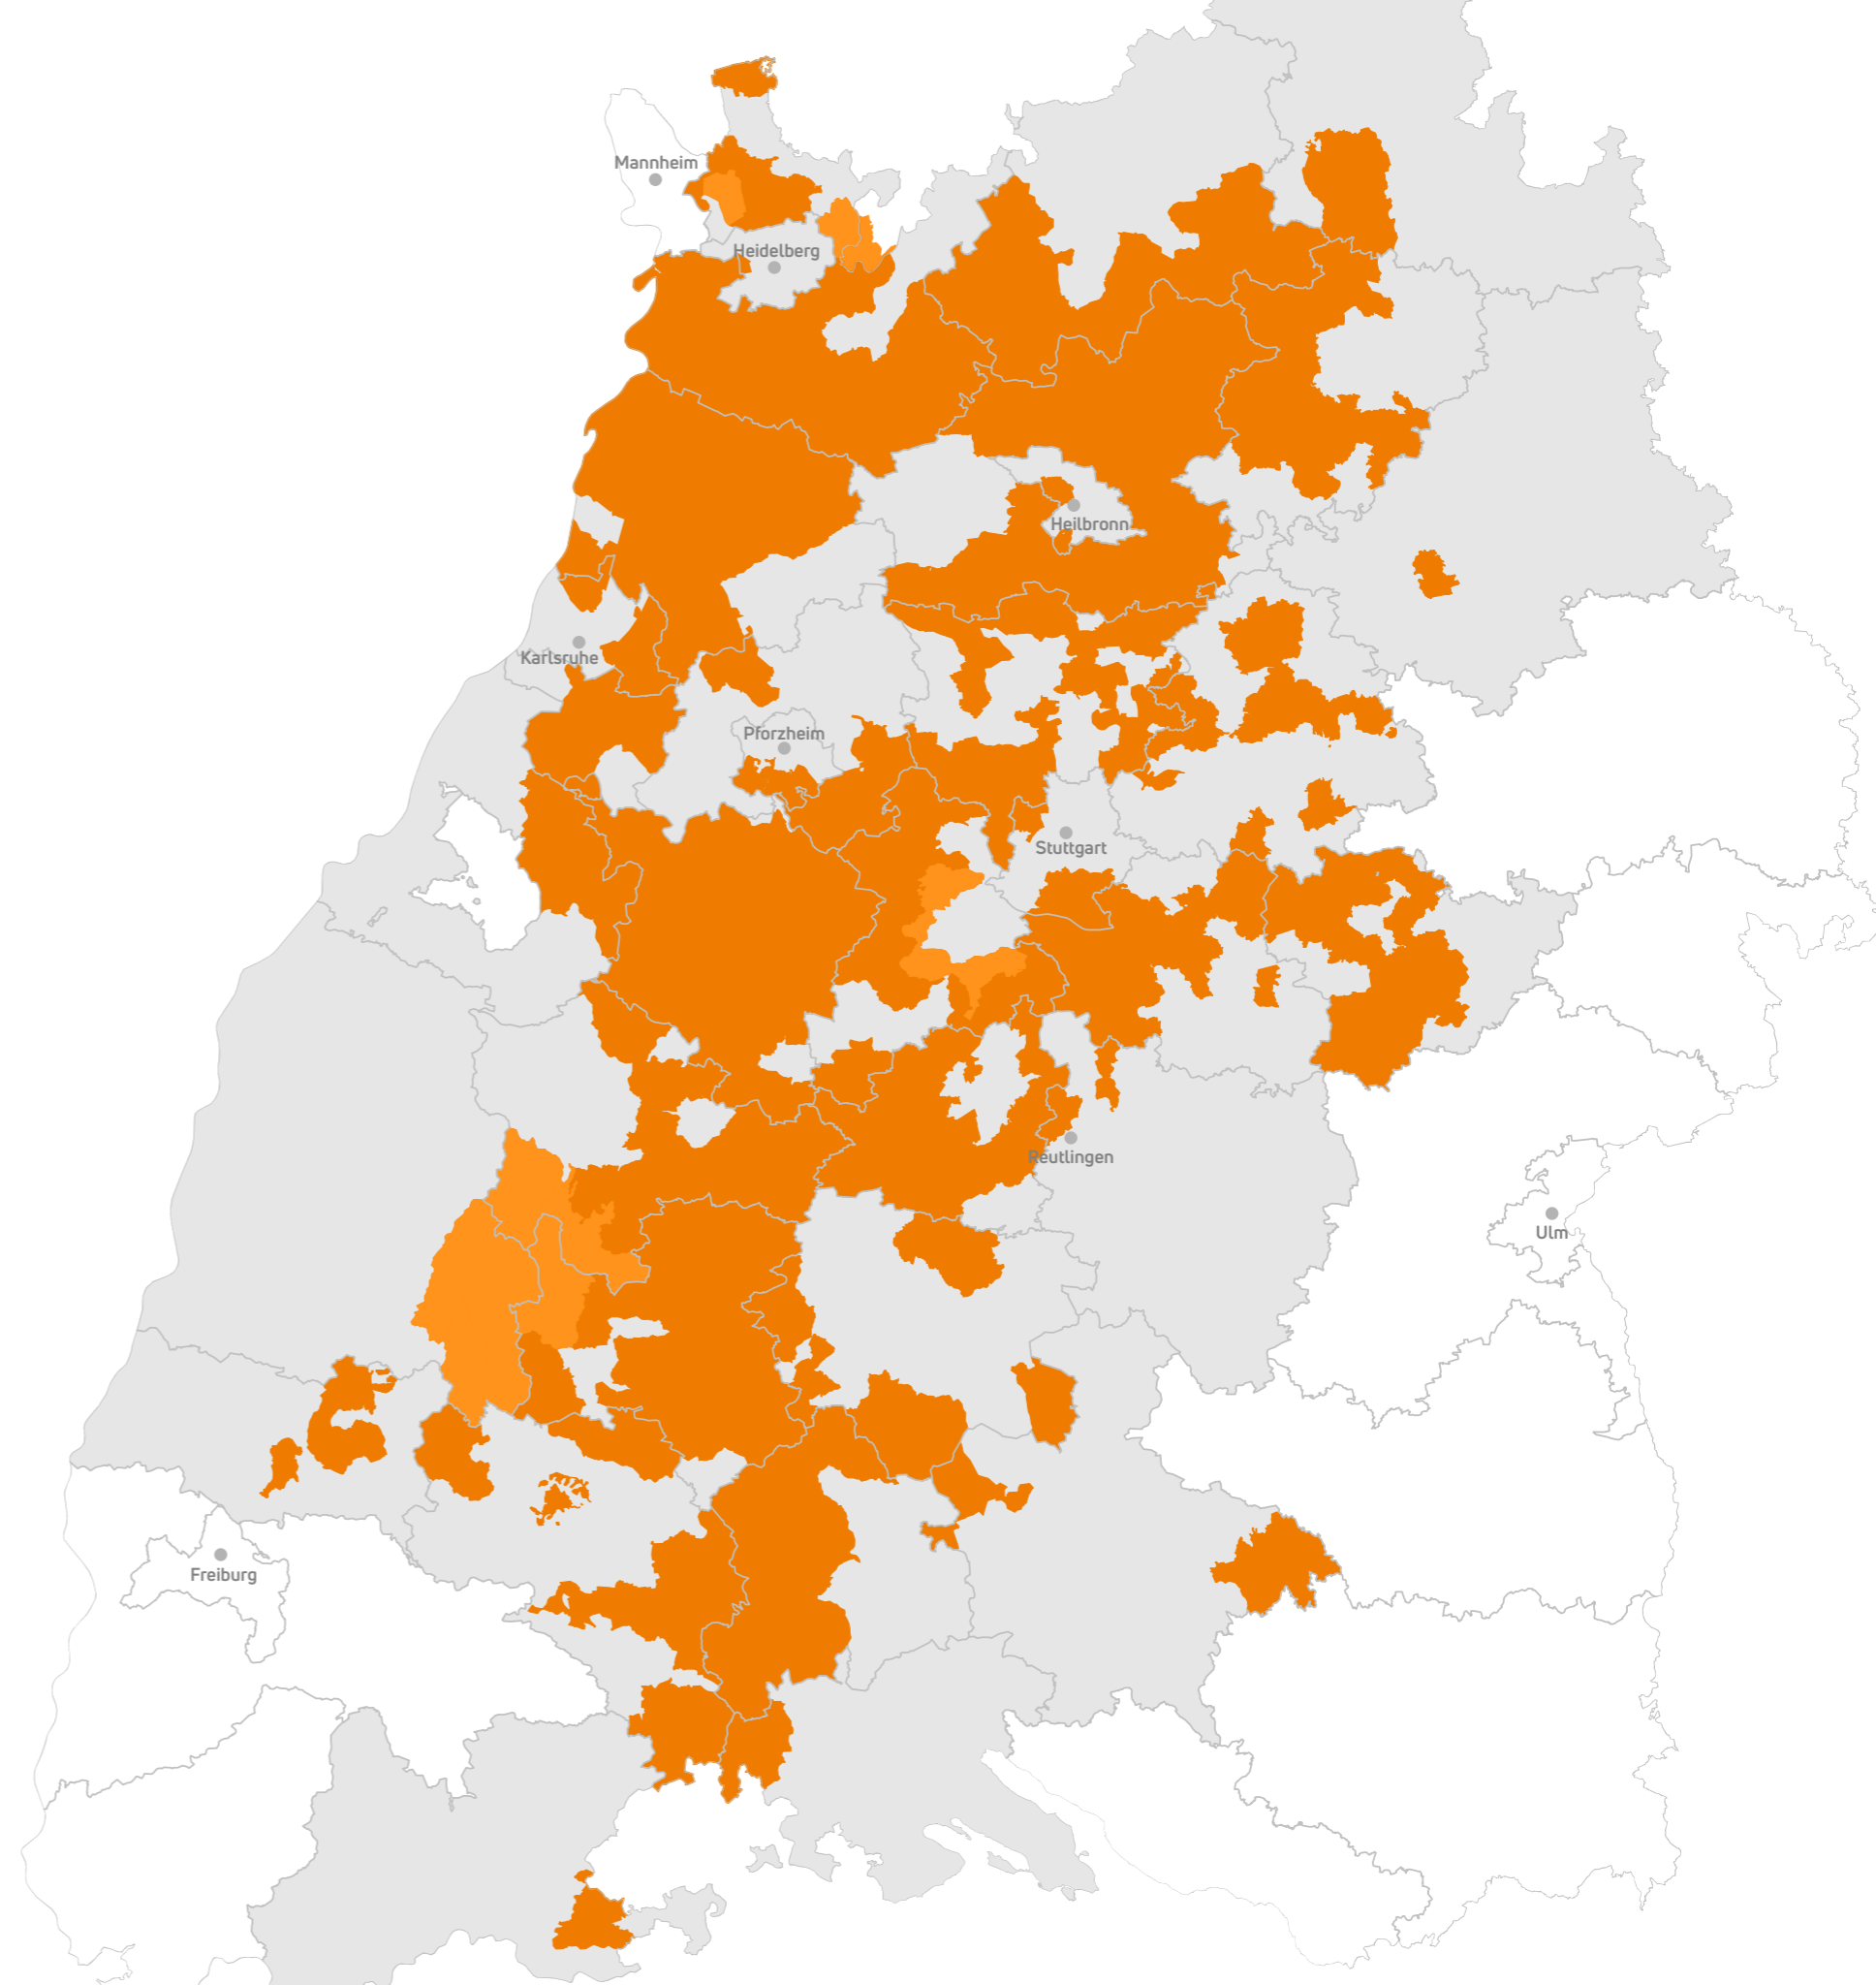 Mannheim
Heidelberg
Heilbronn
Karlsruhe
Pforzheim
Stuttgart
Reutlingen
Ulm
Freiburg